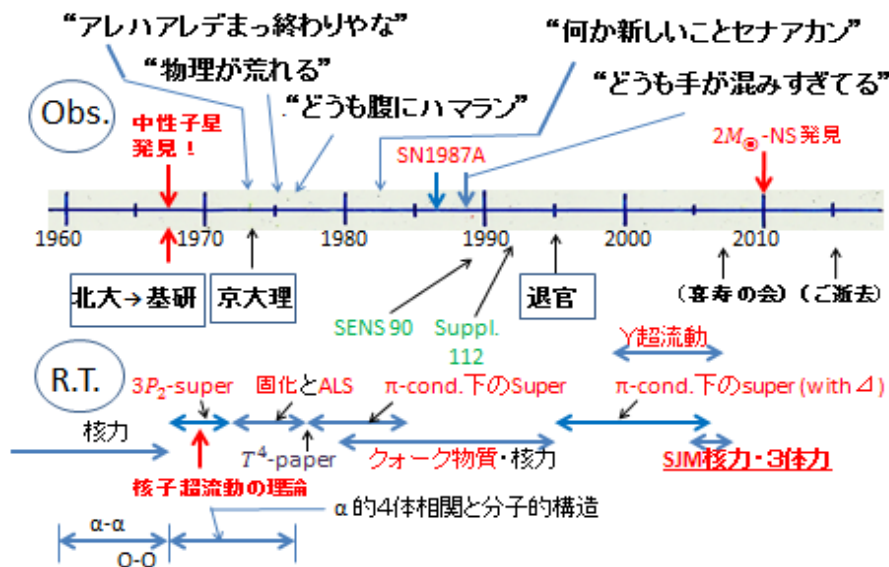 “アレハアレデまっ終わりやな”
“何か新しいことセナアカン”
“物理が荒れる”
“どうも手が混みすぎてる”
“どうも腹にハマラン”
Obs.
中性子星
発見！
SN1987A
2M⦿-NS発見
1960 1970 1980 1990 2000 2010
北大→基研
京大理
退官
(喜寿の会)
(ご逝去)
SENS 90
Suppl.
112
R.T.
Y超流動
3P₂-super
固化とALS
π-cond.下のSuper
π-cond.下のsuper (with Δ)
核力
T⁴-paper
クォーク物質・核力
SJM核力・3体力
核子超流動の理論
α的4体相関と分子的構造
α-α
O-O